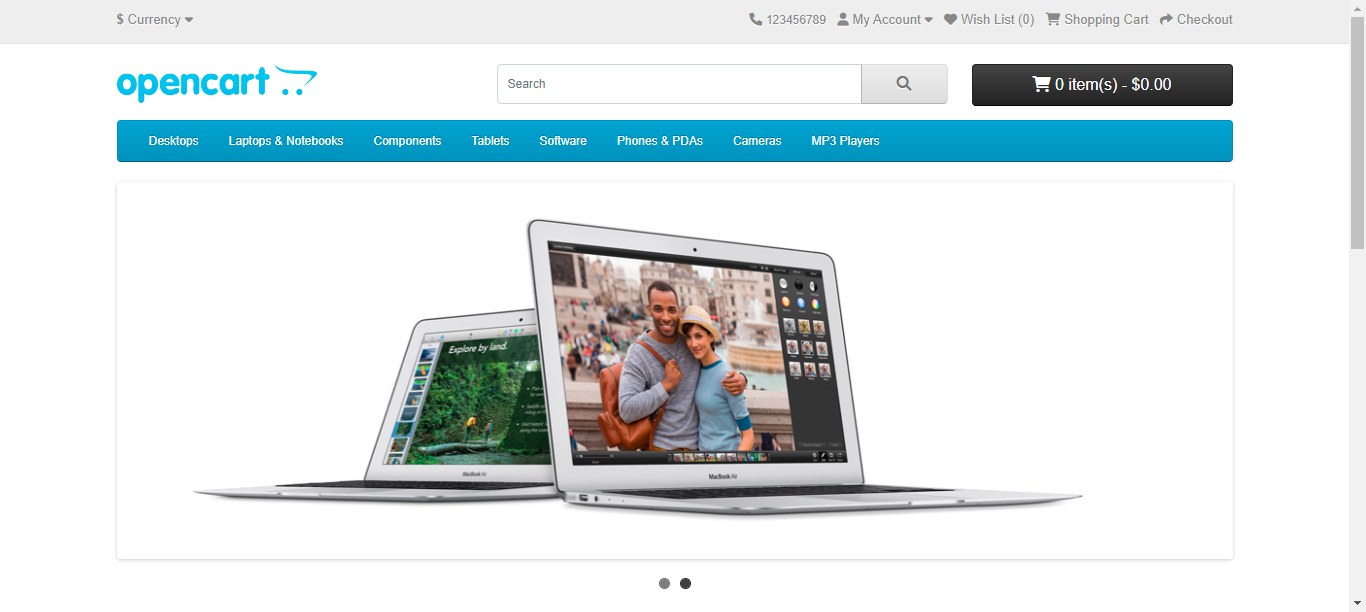 $ Currency
123456789 My Account Wish List (0) Shopping Cart Checkout
opencart
Search
0 item(s) - $0.00
Desktops Laptops & Notebooks Components Tablets Software Phones & PDAs Cameras MP3 Players
Explore by land.
MacBook Air
MacBook Air